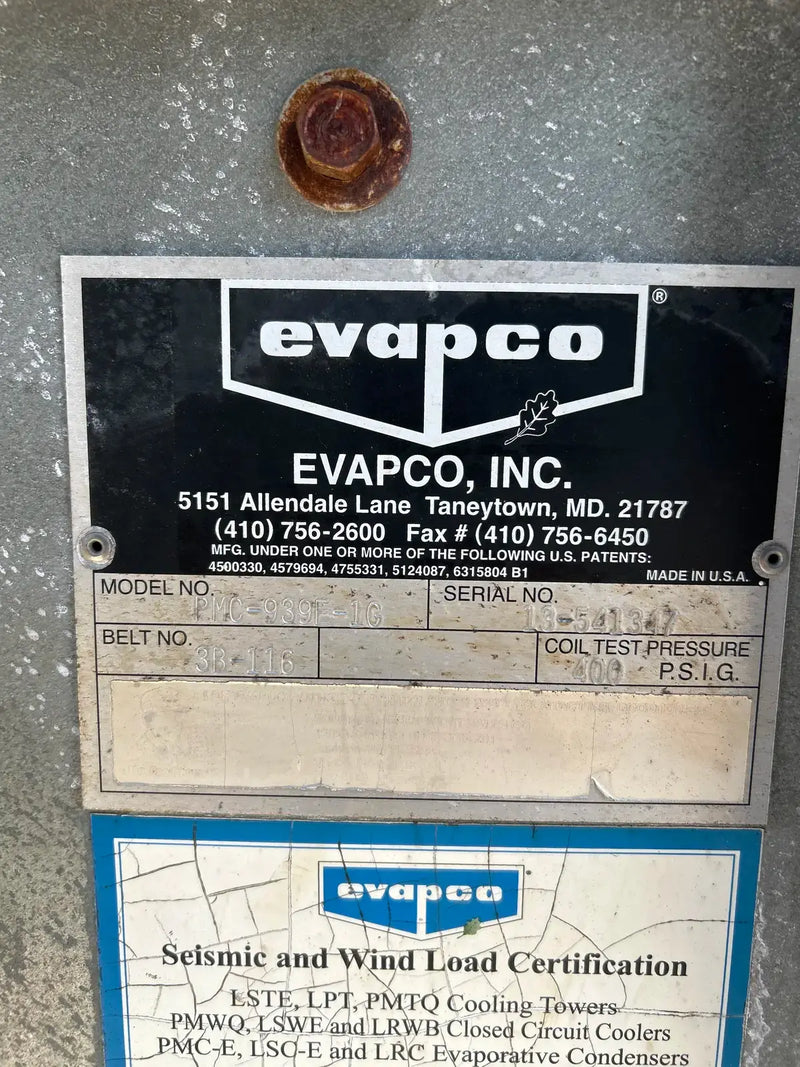 evapco®
EVAPCO, INC.
5151 Allendale Lane Taneytown, MD. 21787
(410) 756-2600 Fax # (410) 756-6450
MFG. UNDER ONE OR MORE OF THE FOLLOWING U.S. PATENTS:
4500330, 4579694, 4755331, 5124087, 6315804 B1
MADE IN U.S.A.
MODEL NO. PMC-939E-1G
SERIAL NO. 13-541347
BELT NO. 3B-116
COIL TEST PRESSURE
400 P.S.I.G.
evapco
Seismic and Wind Load Certification
LSTE, LPT, PMTQ Cooling Towers
PMWQ, LSWE and LRWB Closed Circuit Coolers
PMC-E, LSC-E and LRC Evaporative Condensers